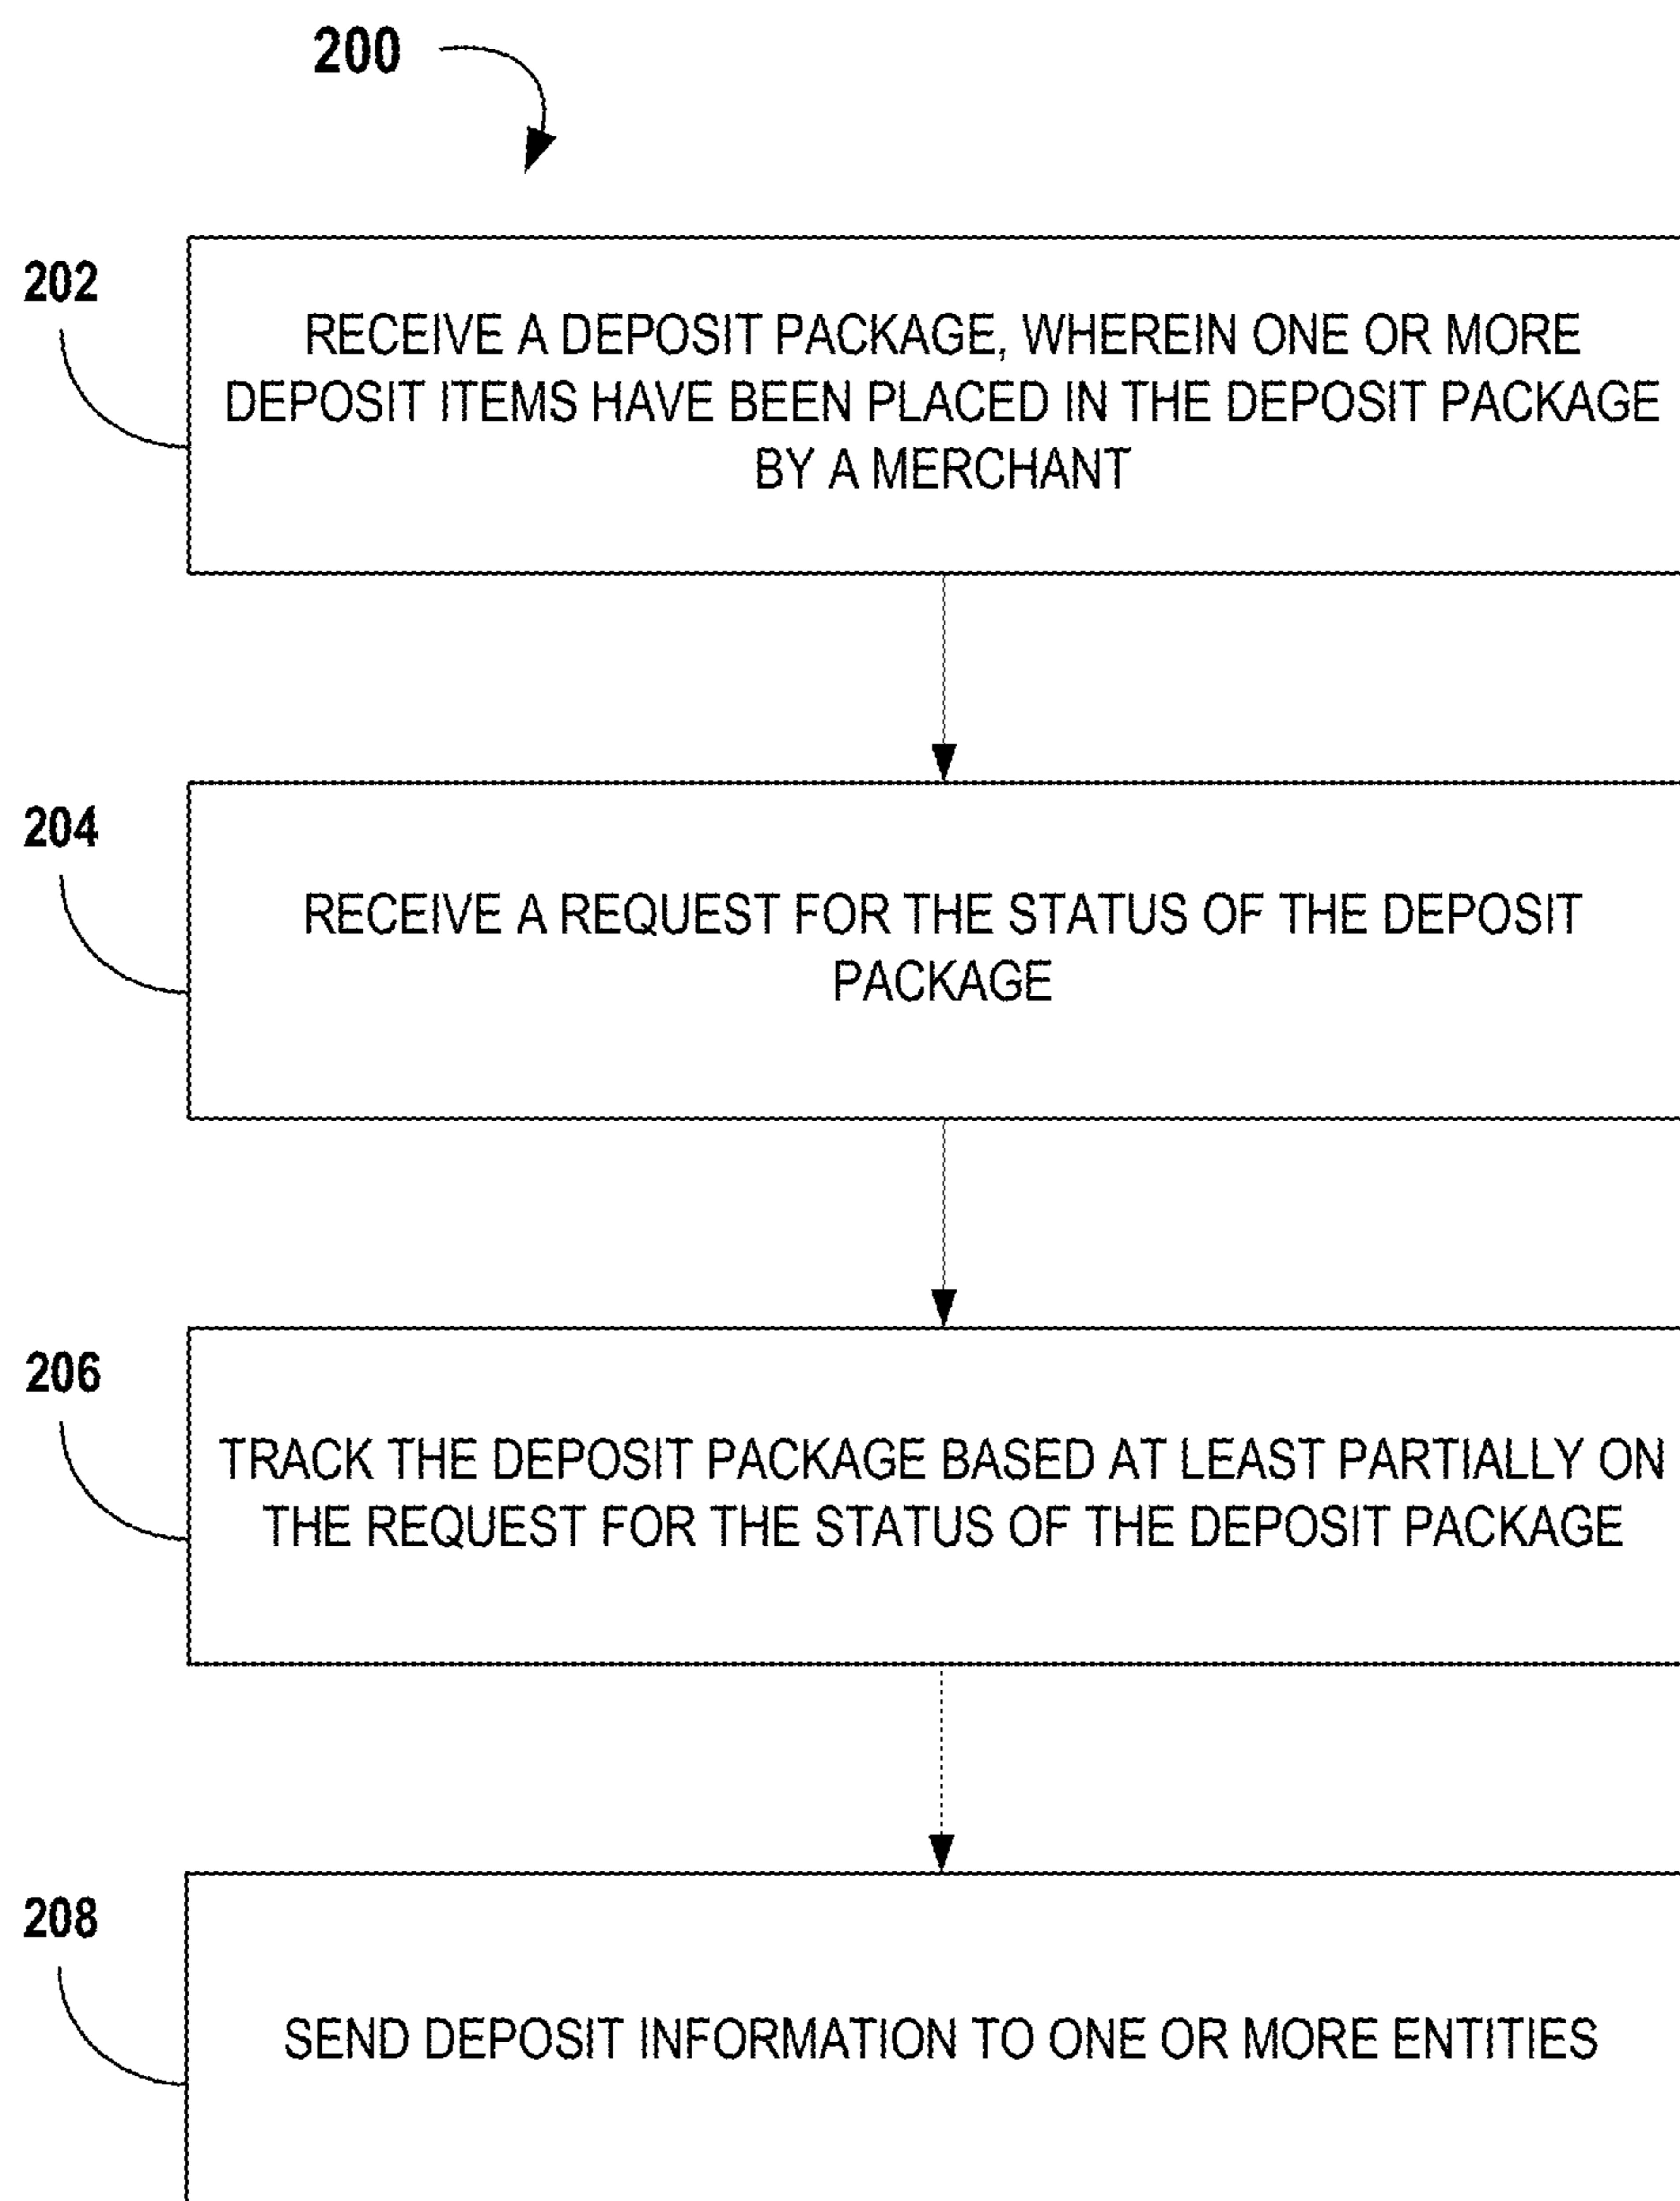 200
202
RECEIVE A DEPOSIT PACKAGE, WHEREIN ONE OR MORE
DEPOSIT ITEMS HAVE BEEN PLACED IN THE DEPOSIT PACKAGE
BY A MERCHANT
204
RECEIVE A REQUEST FOR THE STATUS OF THE DEPOSIT
PACKAGE
206
TRACK THE DEPOSIT PACKAGE BASED AT LEAST PARTIALLY ON
THE REQUEST FOR THE STATUS OF THE DEPOSIT PACKAGE
208
SEND DEPOSIT INFORMATION TO ONE OR MORE ENTITIES